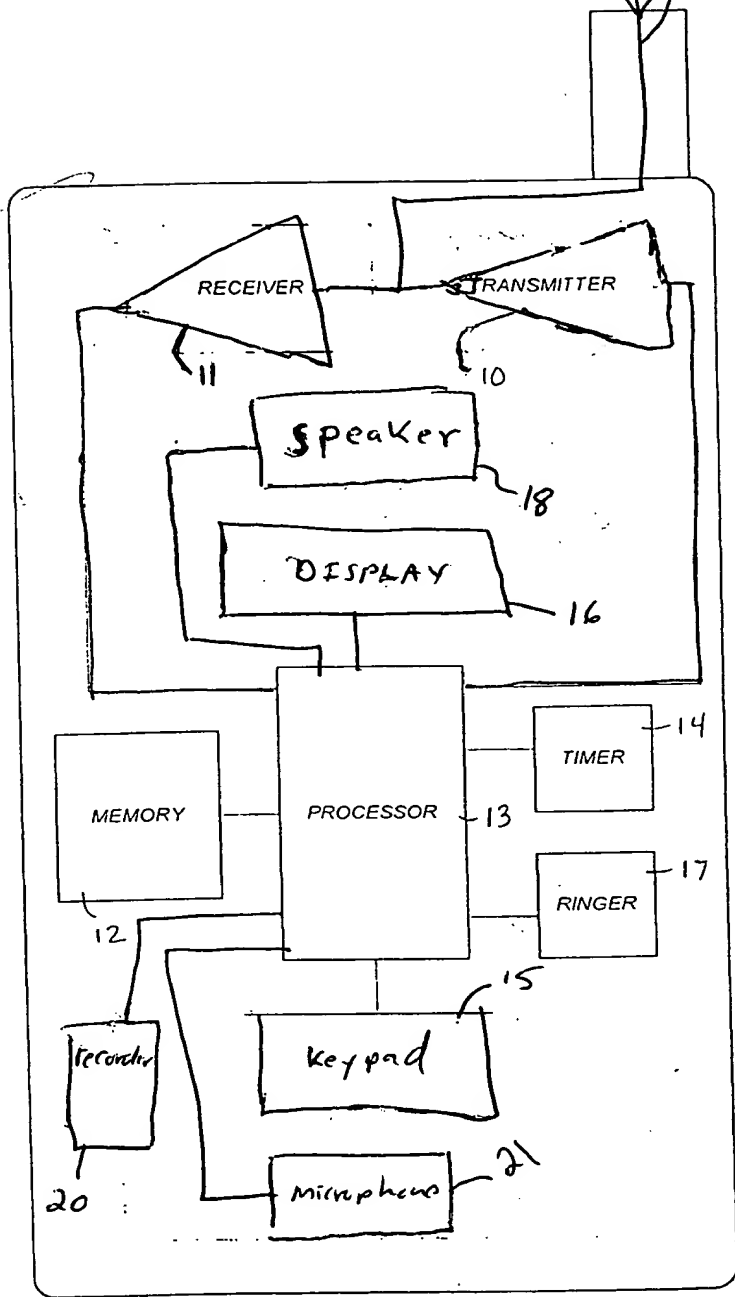 RECEIVER
TRANSMITTER
11
10
Speaker
18
DISPLAY
16
14
TIMER
MEMORY
PROCESSOR
13
12
17
RINGER
15
recorder
keypad
20
microphone
21